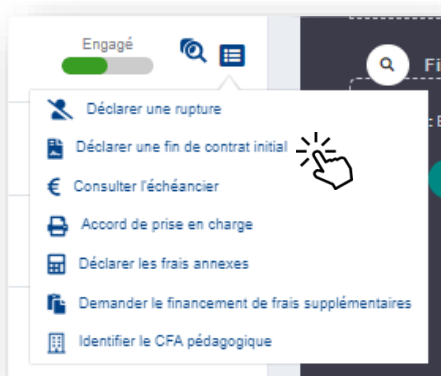 Engagé
Fi
: E
Déclarer une rupture
Déclarer une fin de contrat initial
Consulter l'échéancier
Accord de prise en charge
Déclarer les frais annexes
Demander le financement de frais supplémentaires
Identifier le CFA pédagogique